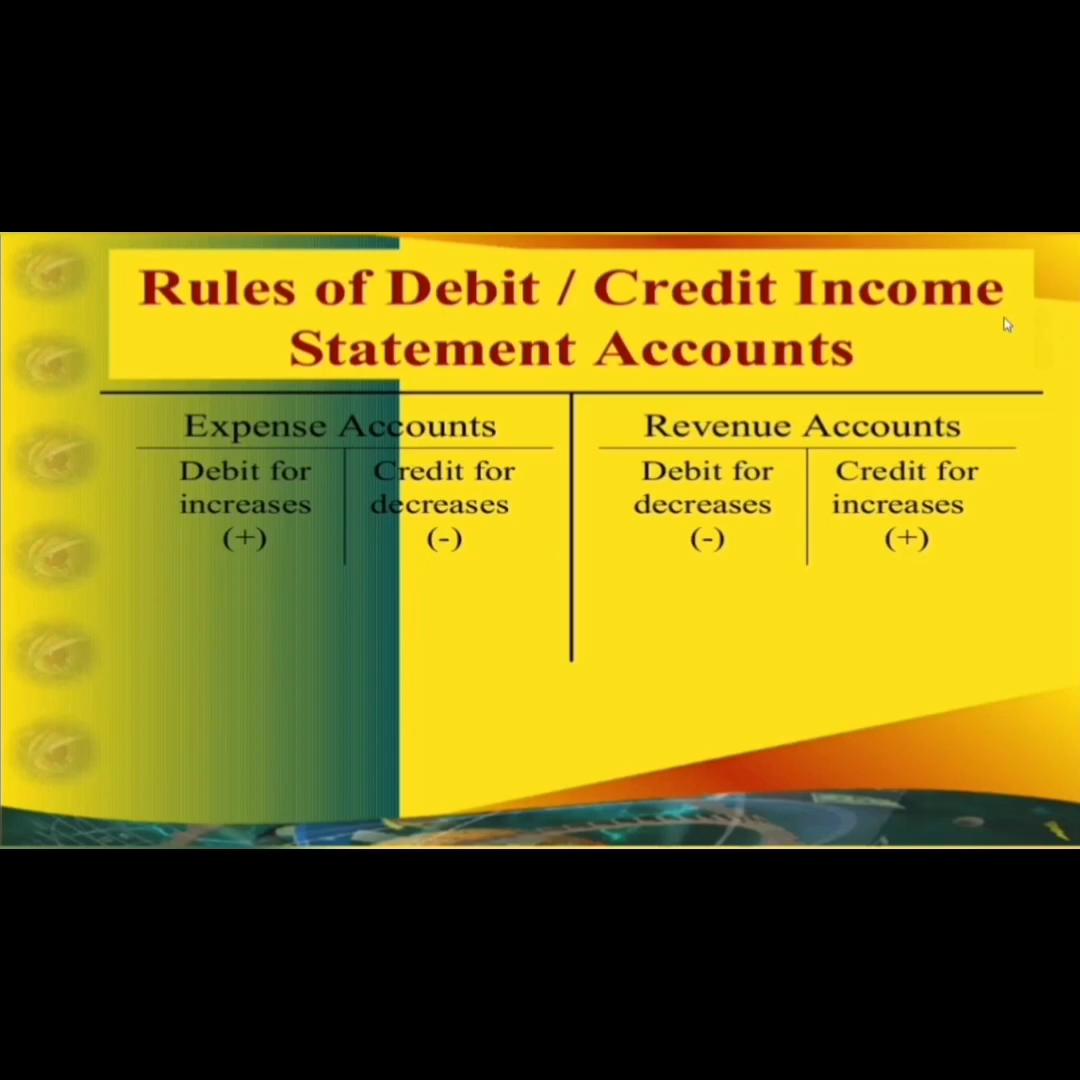 Rules of Debit / Credit Income
Statement Accounts
Expense Accounts
Debit for
increases
(+)
Credit for
decreases
(-)
Revenue Accounts
Debit for
decreases
(-)
Credit for
increases
(+)